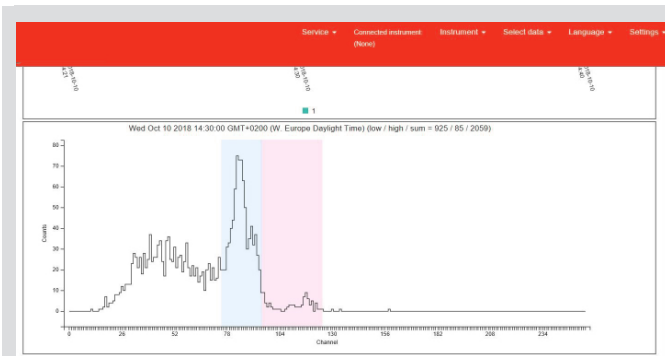 Service Connected instrument Instrument Select data Language Settings
(None)
1
Wed Oct 10 2018 14:30:00 GMT+0200 (W. Europe Daylight Time) (low / high / sum = 925 / 85 / 2059)
80
70
60
50
40
30
20
10
0
Counts
0 26 52 78 104 130 156 182 208 234
Channel